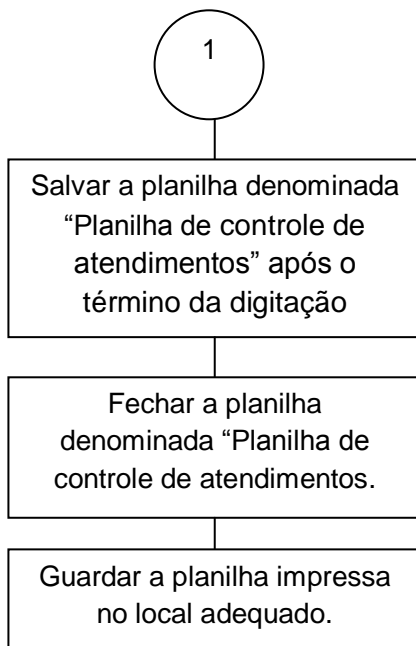 1
Salvar a planilha denominada
“Planilha de controle de
atendimentos” após o
término da digitação
Fechar a planilha
denominada “Planilha de
controle de atendimentos.
Guardar a planilha impressa
no local adequado.